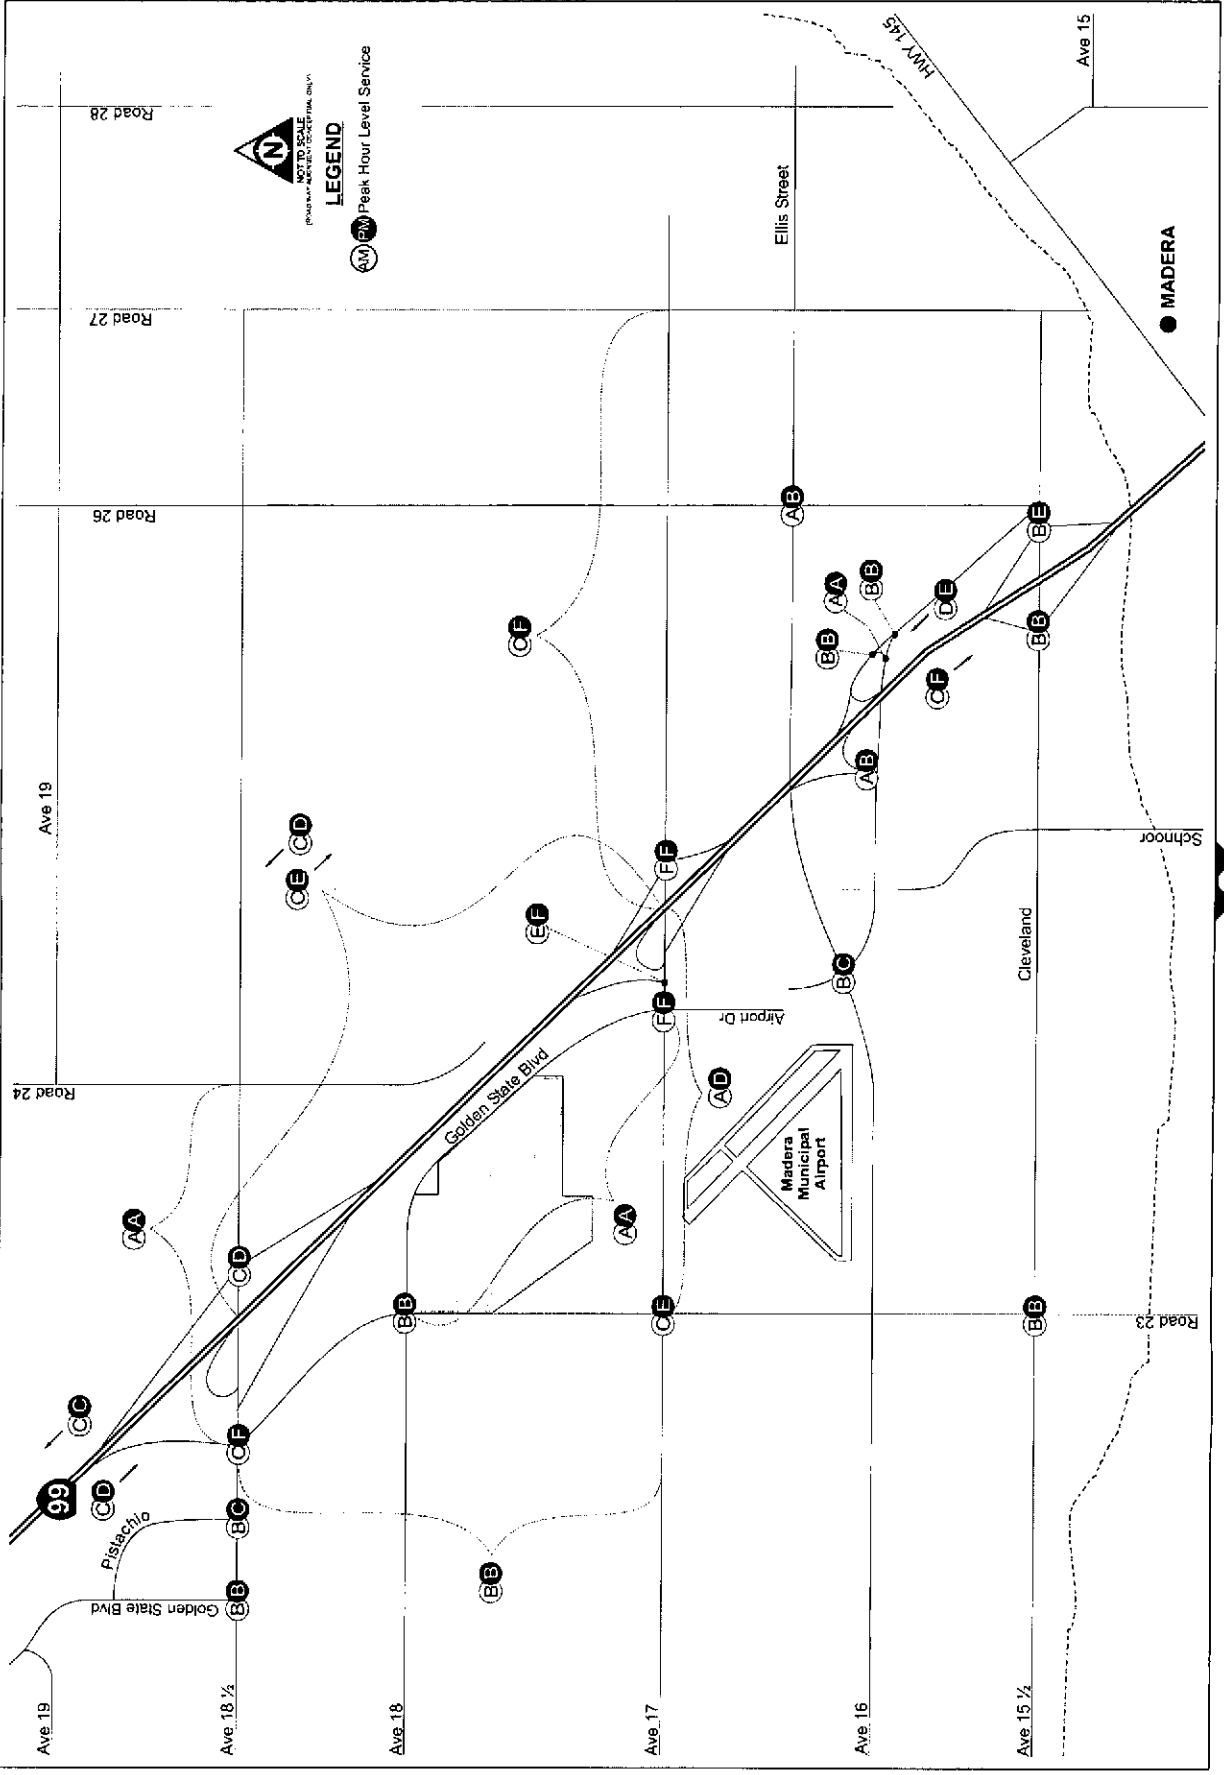 Road 28
N
NOT TO SCALE
LEGEND
AM PM Peak Hour Level Service
HWY 145
Ave 15
Road 27
Ellis Street
MADERA
Road 26
A B
B E
C F
A A
B B
B B
D E
B B
C F
A B
Ave 19
C D
C E
Schnoor
F F
E F
Cleveland
B C
F F
Airport Dr
Road 24
Golden State Blvd
A D
Madera
Municipal
Airport
A A
A A
C D
B B
C E
B B
Road 23
C C
C F
99
C D
Pistachio
B C
B B
B B
Golden State Blvd
Ave 19
Ave 18 ½
Ave 18
Ave 17
Ave 16
Ave 15 ½